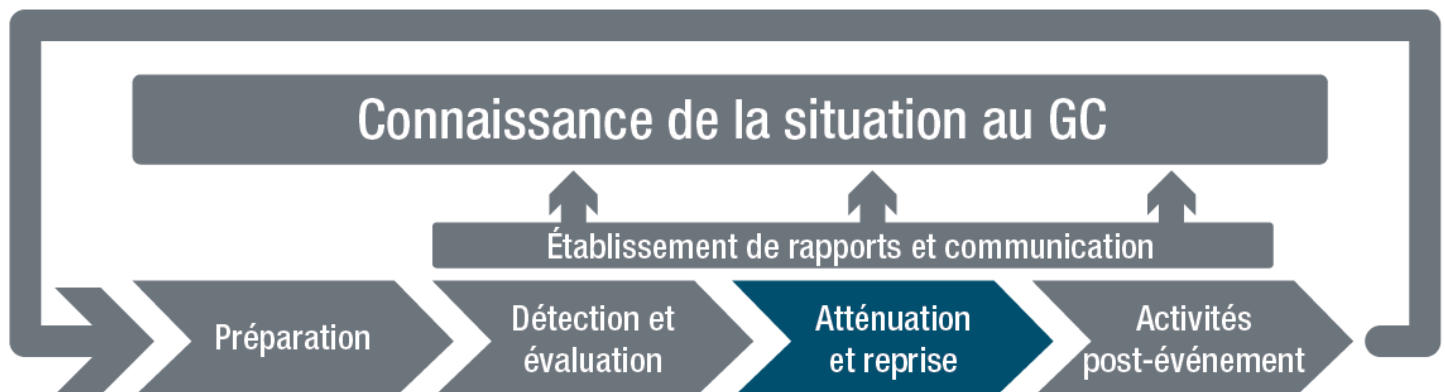 Connaissance de la situation au GC
Établissement de rapports et communication
Préparation
Détection et
évaluation
Atténuation
et reprise
Activités
post-événement